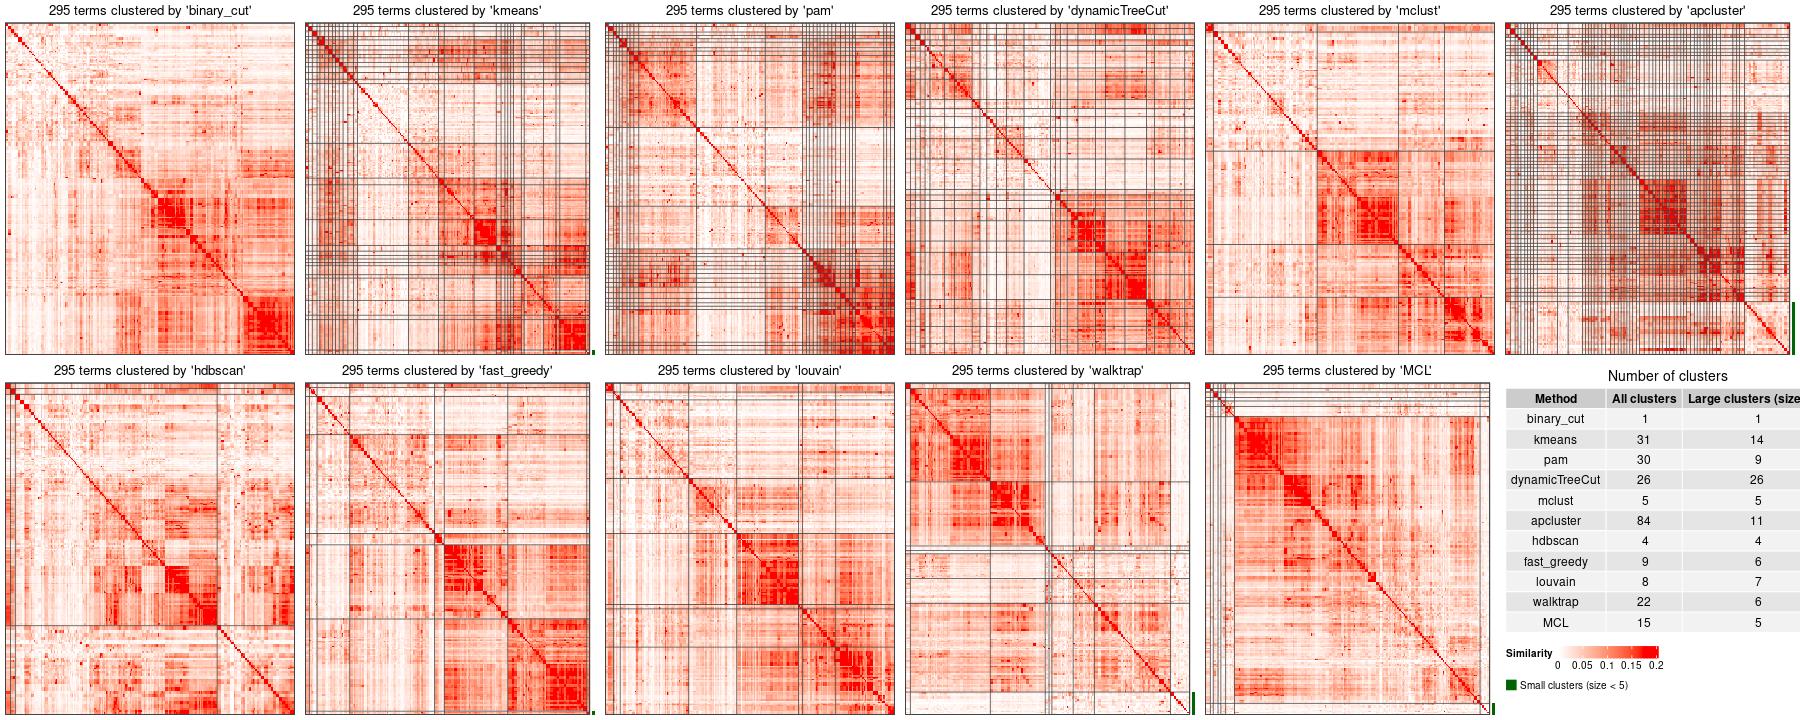 295 terms clustered by 'binary_cut'
295 terms clustered by 'kmeans'
295 terms clustered by 'pam'
295 terms clustered by 'dynamicTreeCut'
295 terms clustered by 'mclust'
295 terms clustered by 'apcluster'
295 terms clustered by 'hdbscan'
295 terms clustered by 'fast_greedy'
295 terms clustered by 'louvain'
295 terms clustered by 'walktrap'
295 terms clustered by 'MCL'
Number of clusters
Method All clusters Large clusters (size
binary_cut 1 1
kmeans 31 14
pam 30 9
dynamicTreeCut 26 26
mclust 5 5
apcluster 84 11
hdbscan 4 4
fast_greedy 9 6
louvain 8 7
walktrap 22 6
MCL 15 5
Similarity
0 0.05 0.1 0.15 0.2
Small clusters (size < 5)